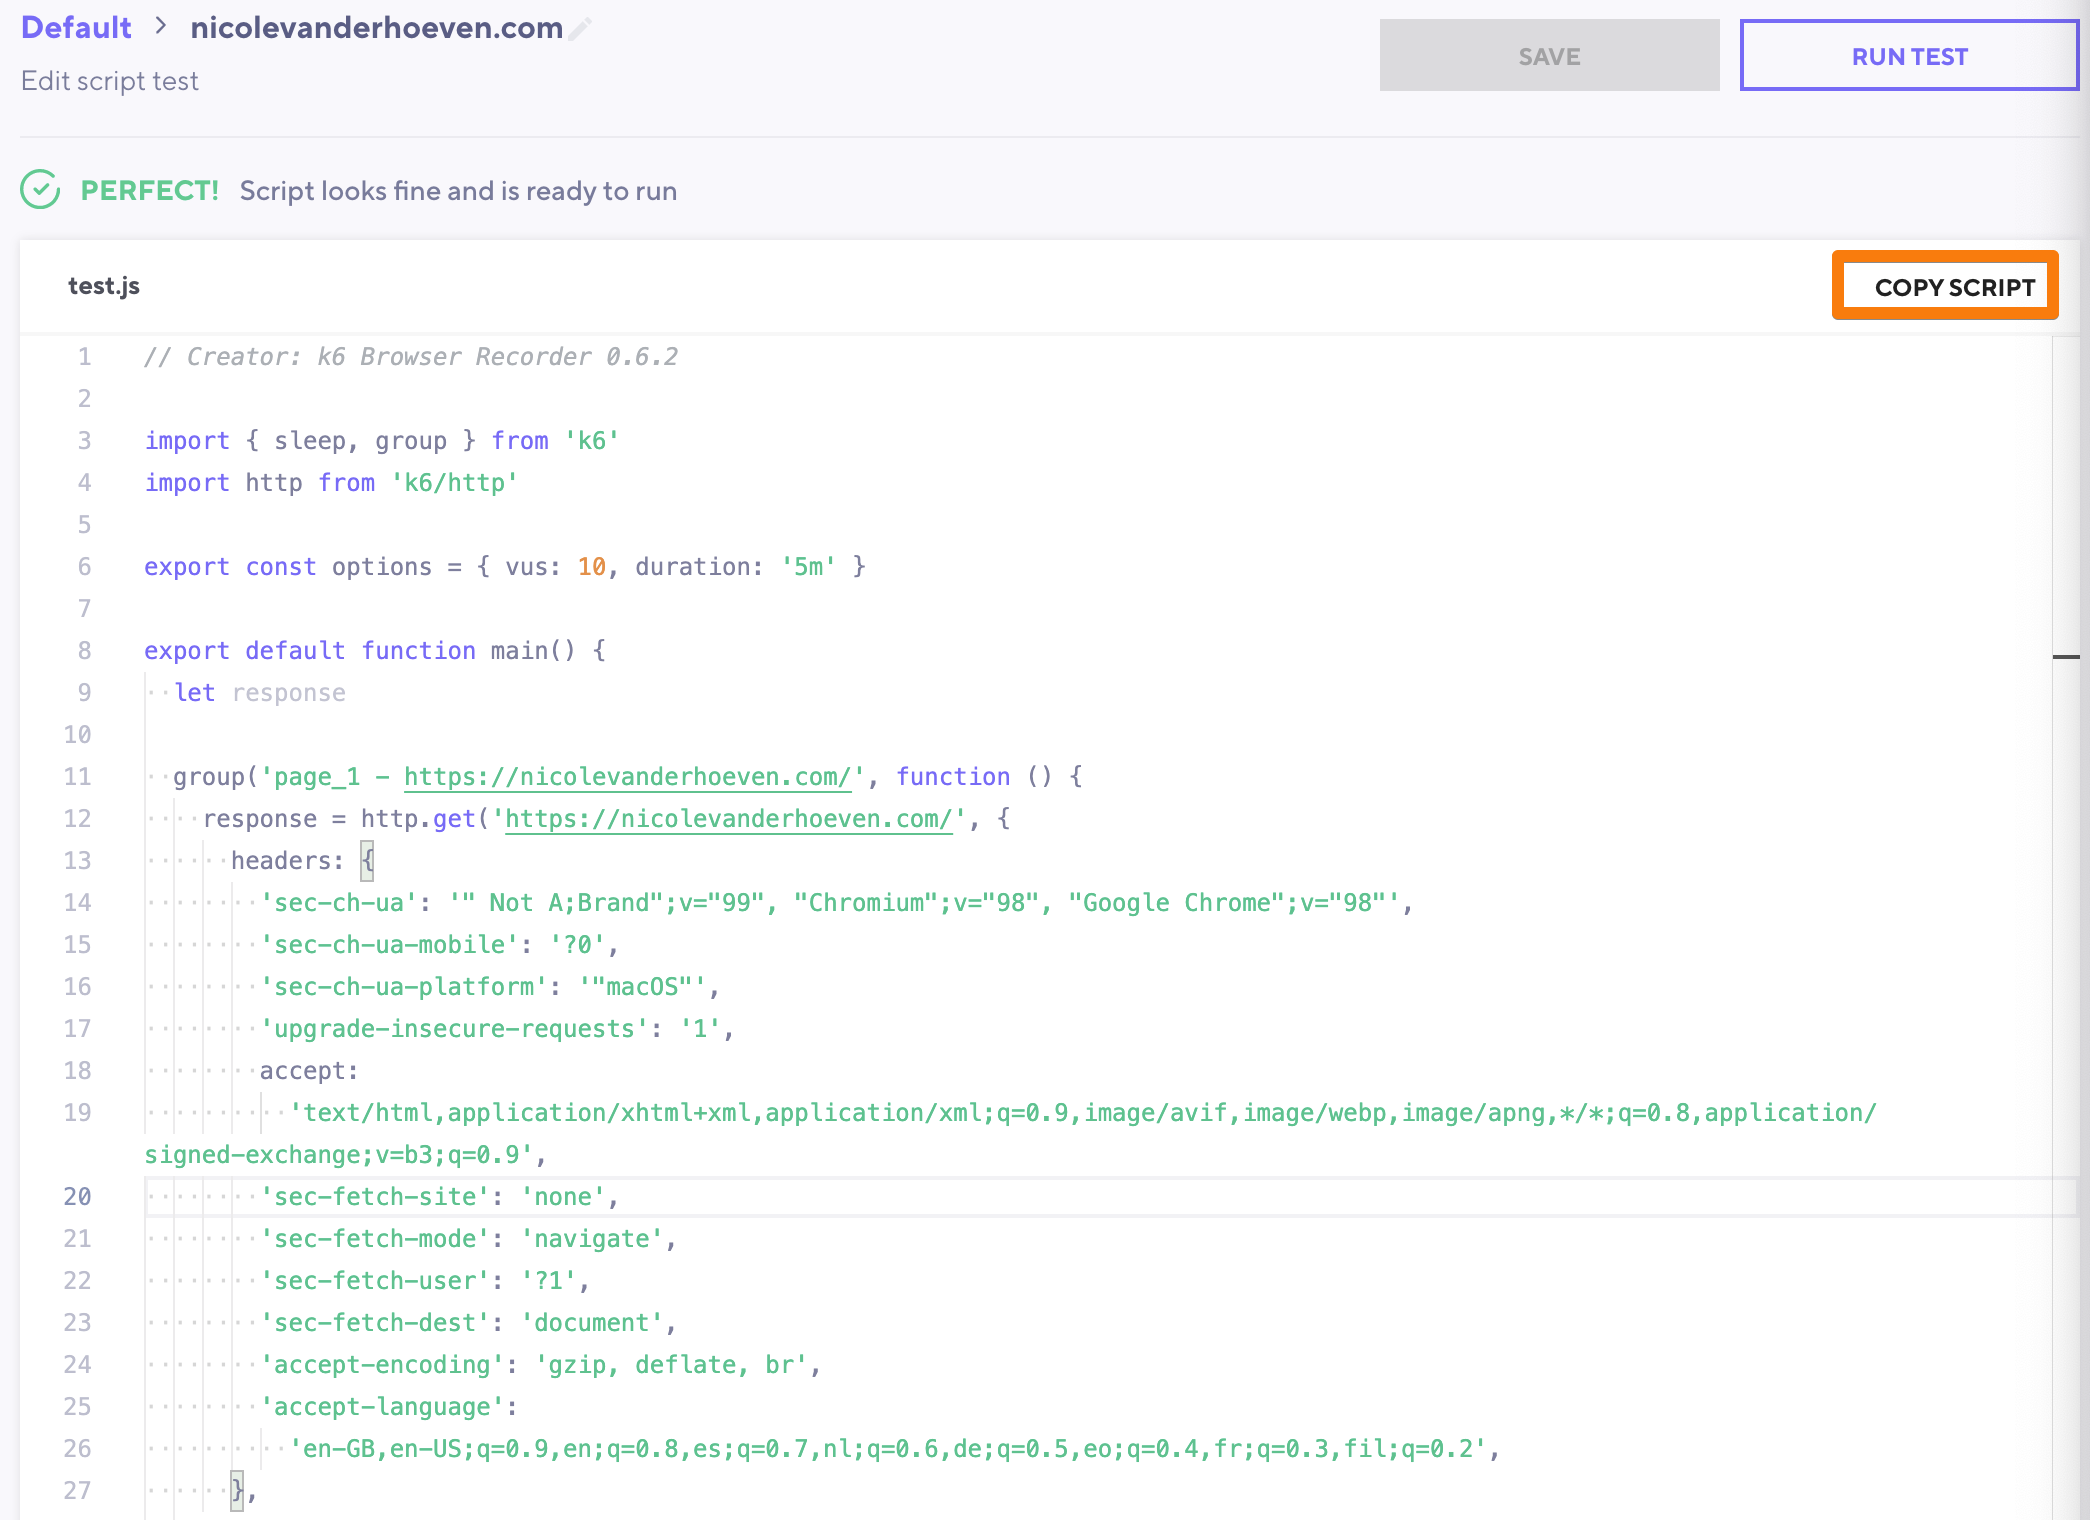 Default > nicolevanderhoeven.com
Edit script test
SAVE
RUN TEST
PERFECT! Script looks fine and is ready to run
test.js
COPY SCRIPT
1 // Creator: k6 Browser Recorder 0.6.2
2
3 import { sleep, group } from 'k6'
4 import http from 'k6/http'
5
6 export const options = { vus: 10, duration: '5m' }
7
8 export default function main() {
9 let response
10
11 group('page_1 - https://nicolevanderhoeven.com/', function () {
12 response = http.get('https://nicolevanderhoeven.com/', {
13 headers: {
14 'sec-ch-ua': '" Not A;Brand";v="99", "Chromium";v="98", "Google Chrome";v="98"',
15 'sec-ch-ua-mobile': '?0',
16 'sec-ch-ua-platform': '"macOS"',
17 'upgrade-insecure-requests': '1',
18 accept:
19 'text/html,application/xhtml+xml,application/xml;q=0.9,image/avif,image/webp,image/apng,*/*;q=0.8,application/
signed-exchange;v=b3;q=0.9',
20 'sec-fetch-site': 'none',
21 'sec-fetch-mode': 'navigate',
22 'sec-fetch-user': '?1',
23 'sec-fetch-dest': 'document',
24 'accept-encoding': 'gzip, deflate, br',
25 'accept-language':
26 'en-GB,en-US;q=0.9,en;q=0.8,es;q=0.7,nl;q=0.6,de;q=0.5,eo;q=0.4,fr;q=0.3,fil;q=0.2',
27 },